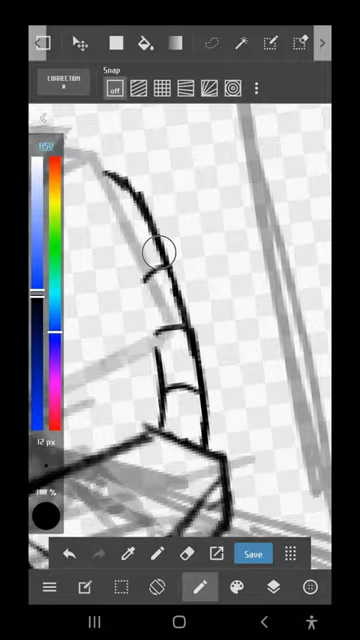 Snap
CORRECTION
off
HSV
12 px
100 %
Save